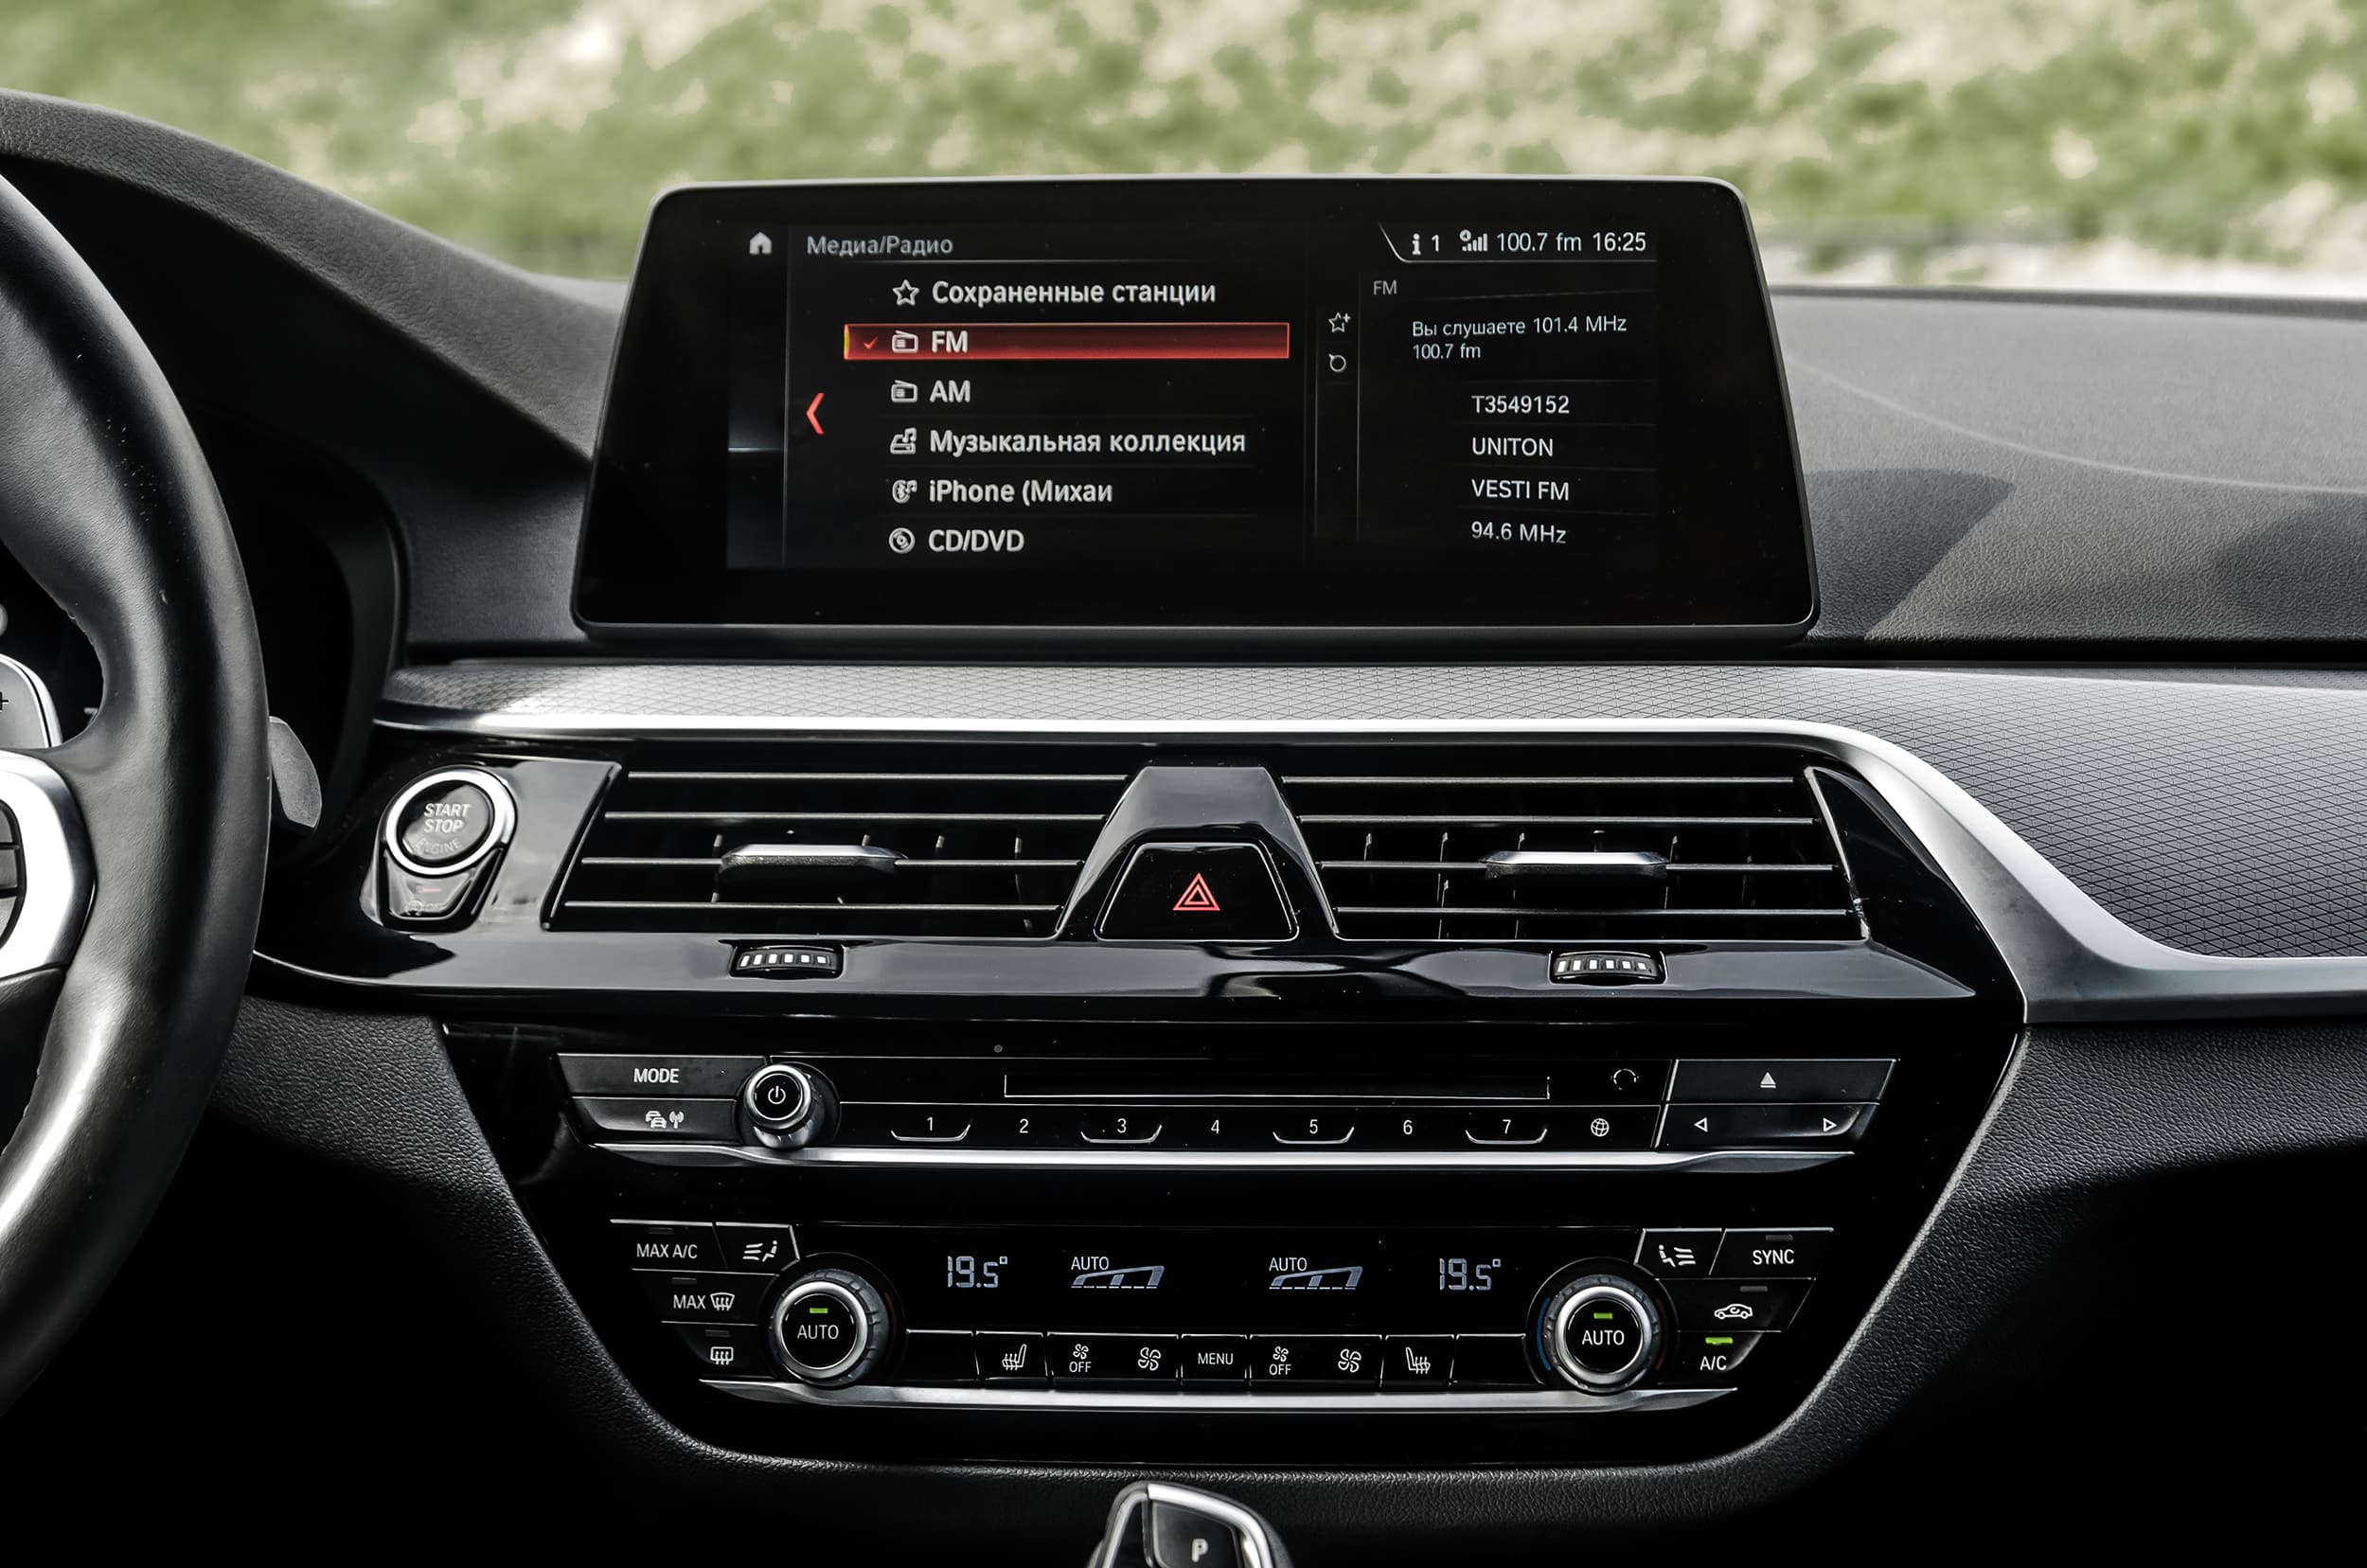 Медиа/Радио
1 100.7 fm 16:25
Сохраненные станции
FM
AM
Музыкальная коллекция
iPhone (Михаи
CD/DVD
FM
Вы слушаете 101.4 MHz
100.7 fm
T3549152
UNITON
VESTI FM
94.6 MHz
START
STOP
ENGINE
MODE
1 2 3 4 5 6 7
MAX A/C
19.5° AUTO AUTO 19.5°
SYNC
MAX
AUTO
AUTO
OFF MENU OFF
A/C
P